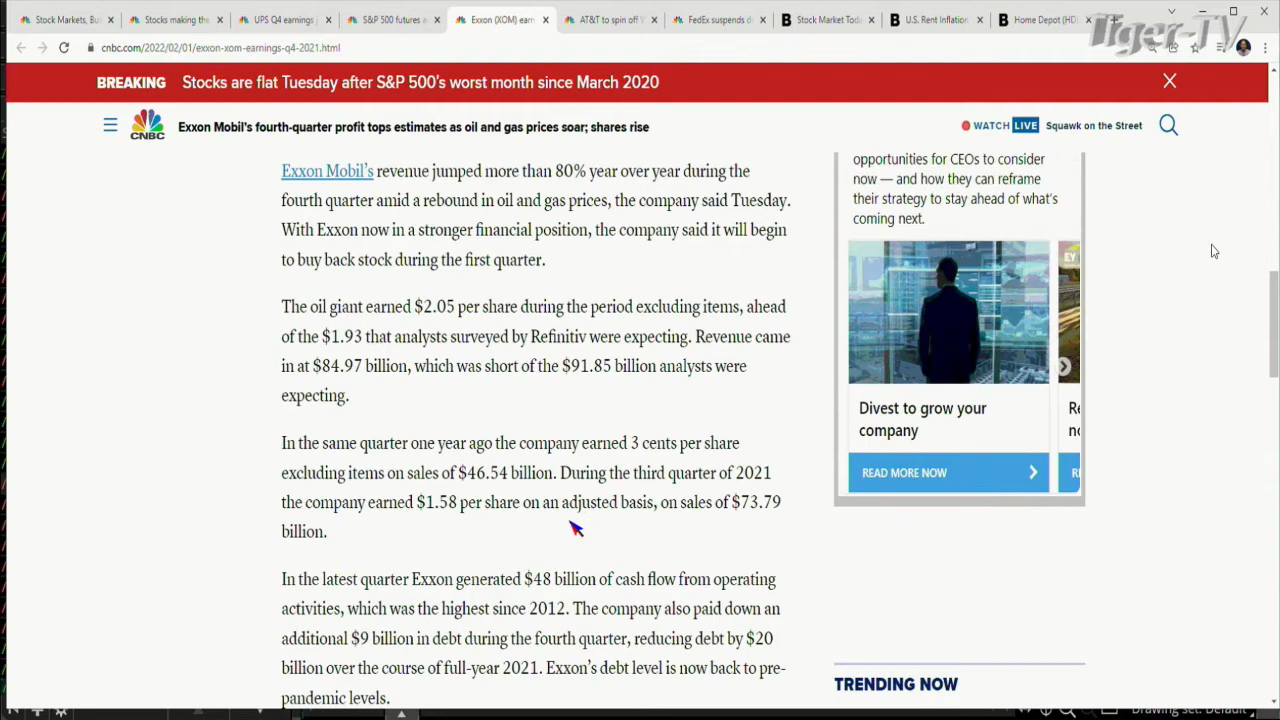 Stock Markets, Bus
Stocks making the
UPS Q4 earnings
S&P 500 futures a
Exxon (XOM) earn
AT&T to spin off W
FedEx suspends d
Stock Market Toda
U.S. Rent Inflation
Home Depot (HD)
Tiger-TV
cnbc.com/2022/02/01/exxon-xom-earnings-q4-2021.html
BREAKING Stocks are flat Tuesday after S&P 500's worst month since March 2020
CNBC
Exxon Mobil's fourth-quarter profit tops estimates as oil and gas prices soar; shares rise
WATCH LIVE Squawk on the Street
Exxon Mobil's revenue jumped more than 80% year over year during the
fourth quarter amid a rebound in oil and gas prices, the company said Tuesday.
With Exxon now in a stronger financial position, the company said it will begin
to buy back stock during the first quarter.
The oil giant earned $2.05 per share during the period excluding items, ahead
of the $1.93 that analysts surveyed by Refinitiv were expecting. Revenue came
in at $84.97 billion, which was short of the $91.85 billion analysts were
expecting.
In the same quarter one year ago the company earned 3 cents per share
excluding items on sales of $46.54 billion. During the third quarter of 2021
the company earned $1.58 per share on an adjusted basis, on sales of $73.79
billion.
In the latest quarter Exxon generated $48 billion of cash flow from operating
activities, which was the highest since 2012. The company also paid down an
additional $9 billion in debt during the fourth quarter, reducing debt by $20
billion over the course of full-year 2021. Exxon's debt level is now back to pre-
pandemic levels.
opportunities for CEOs to consider
now — and how they can reframe
their strategy to stay ahead of what's
coming next.
EY
Divest to grow your
company
READ MORE NOW
Re
no
R
TRENDING NOW
Drawing set: Default